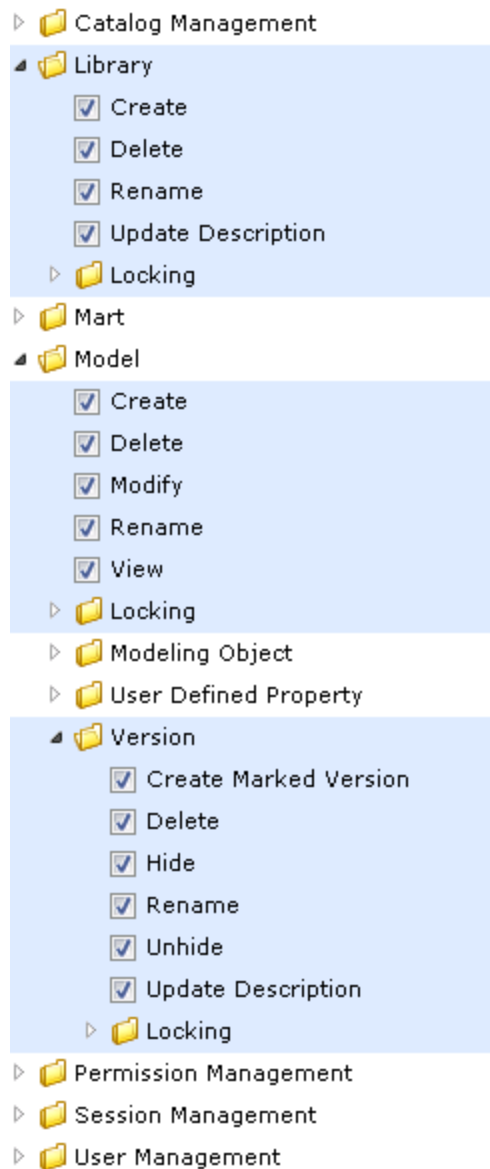 Catalog Management
Library
Create
Delete
Rename
Update Description
Locking
Mart
Model
Create
Delete
Modify
Rename
View
Locking
Modeling Object
User Defined Property
Version
Create Marked Version
Delete
Hide
Rename
Unhide
Update Description
Locking
Permission Management
Session Management
User Management